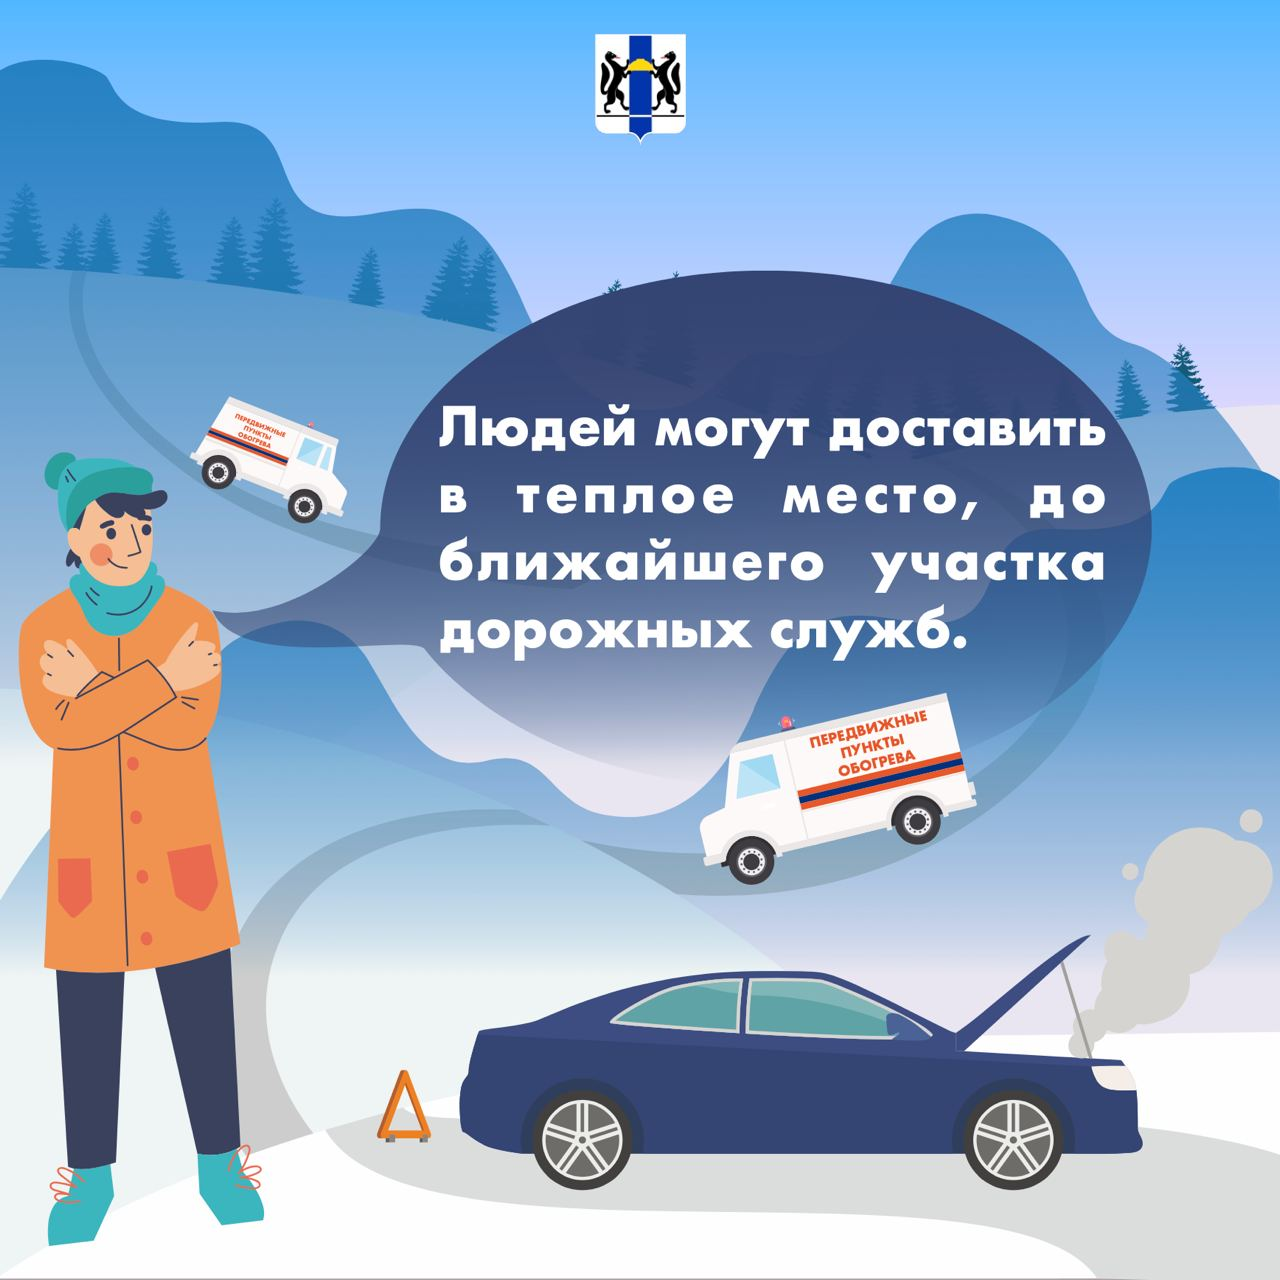 ПЕРЕДВИЖНЫЕ
ПУНКТЫ
ОБОГРЕВА
Людей могут доставить
в теплое место, до
ближайшего участка
дорожных служб.
ПЕРЕДВИЖНЫЕ
ПУНКТЫ
ОБОГРЕВА